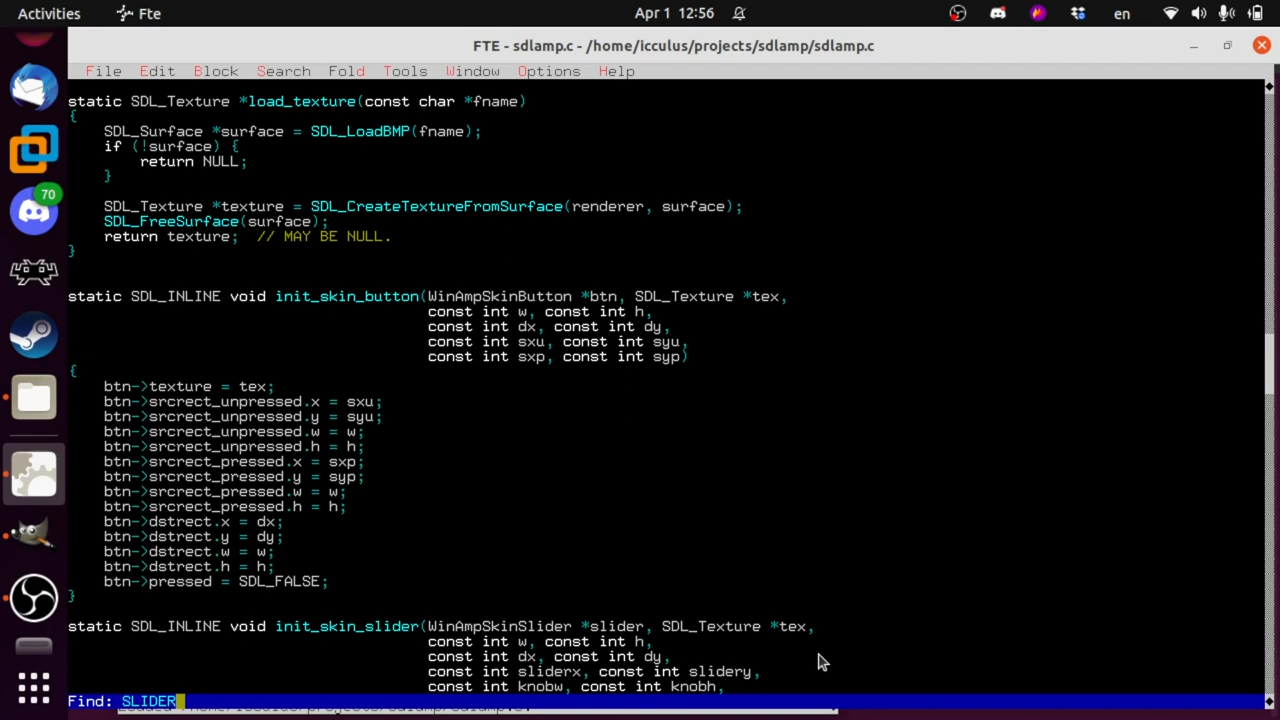 Activities
Fte
Apr 1 12:56
en
FTE - sdlamp.c - /home/icculus/projects/sdlamp/sdlamp.c
File Edit Block Search Fold Tools Window Options Help
static SDL_Texture *load_texture(const char *fname)
{
    SDL_Surface *surface = SDL_LoadBMP(fname);
    if (!surface) {
        return NULL;
    }
    SDL_Texture *texture = SDL_CreateTextureFromSurface(renderer, surface);
    SDL_FreeSurface(surface);
    return texture;  // MAY BE NULL.
}
static SDL_INLINE void init_skin_button(WinAmpSkinButton *btn, SDL_Texture *tex,
                                        const int w, const int h,
                                        const int dx, const int dy,
                                        const int sxu, const int syu,
                                        const int sxp, const int syp)
{
    btn->texture = tex;
    btn->srcrect_unpressed.x = sxu;
    btn->srcrect_unpressed.y = syu;
    btn->srcrect_unpressed.w = w;
    btn->srcrect_unpressed.h = h;
    btn->srcrect_pressed.x = sxp;
    btn->srcrect_pressed.y = syp;
    btn->srcrect_pressed.w = w;
    btn->srcrect_pressed.h = h;
    btn->dstrect.x = dx;
    btn->dstrect.y = dy;
    btn->dstrect.w = w;
    btn->dstrect.h = h;
    btn->pressed = SDL_FALSE;
}
static SDL_INLINE void init_skin_slider(WinAmpSkinSlider *slider, SDL_Texture *tex,
                                        const int w, const int h,
                                        const int dx, const int dy,
                                        const int sliderx, const int slidery,
                                        const int knobw, const int knobh,
Find: SLIDER
70